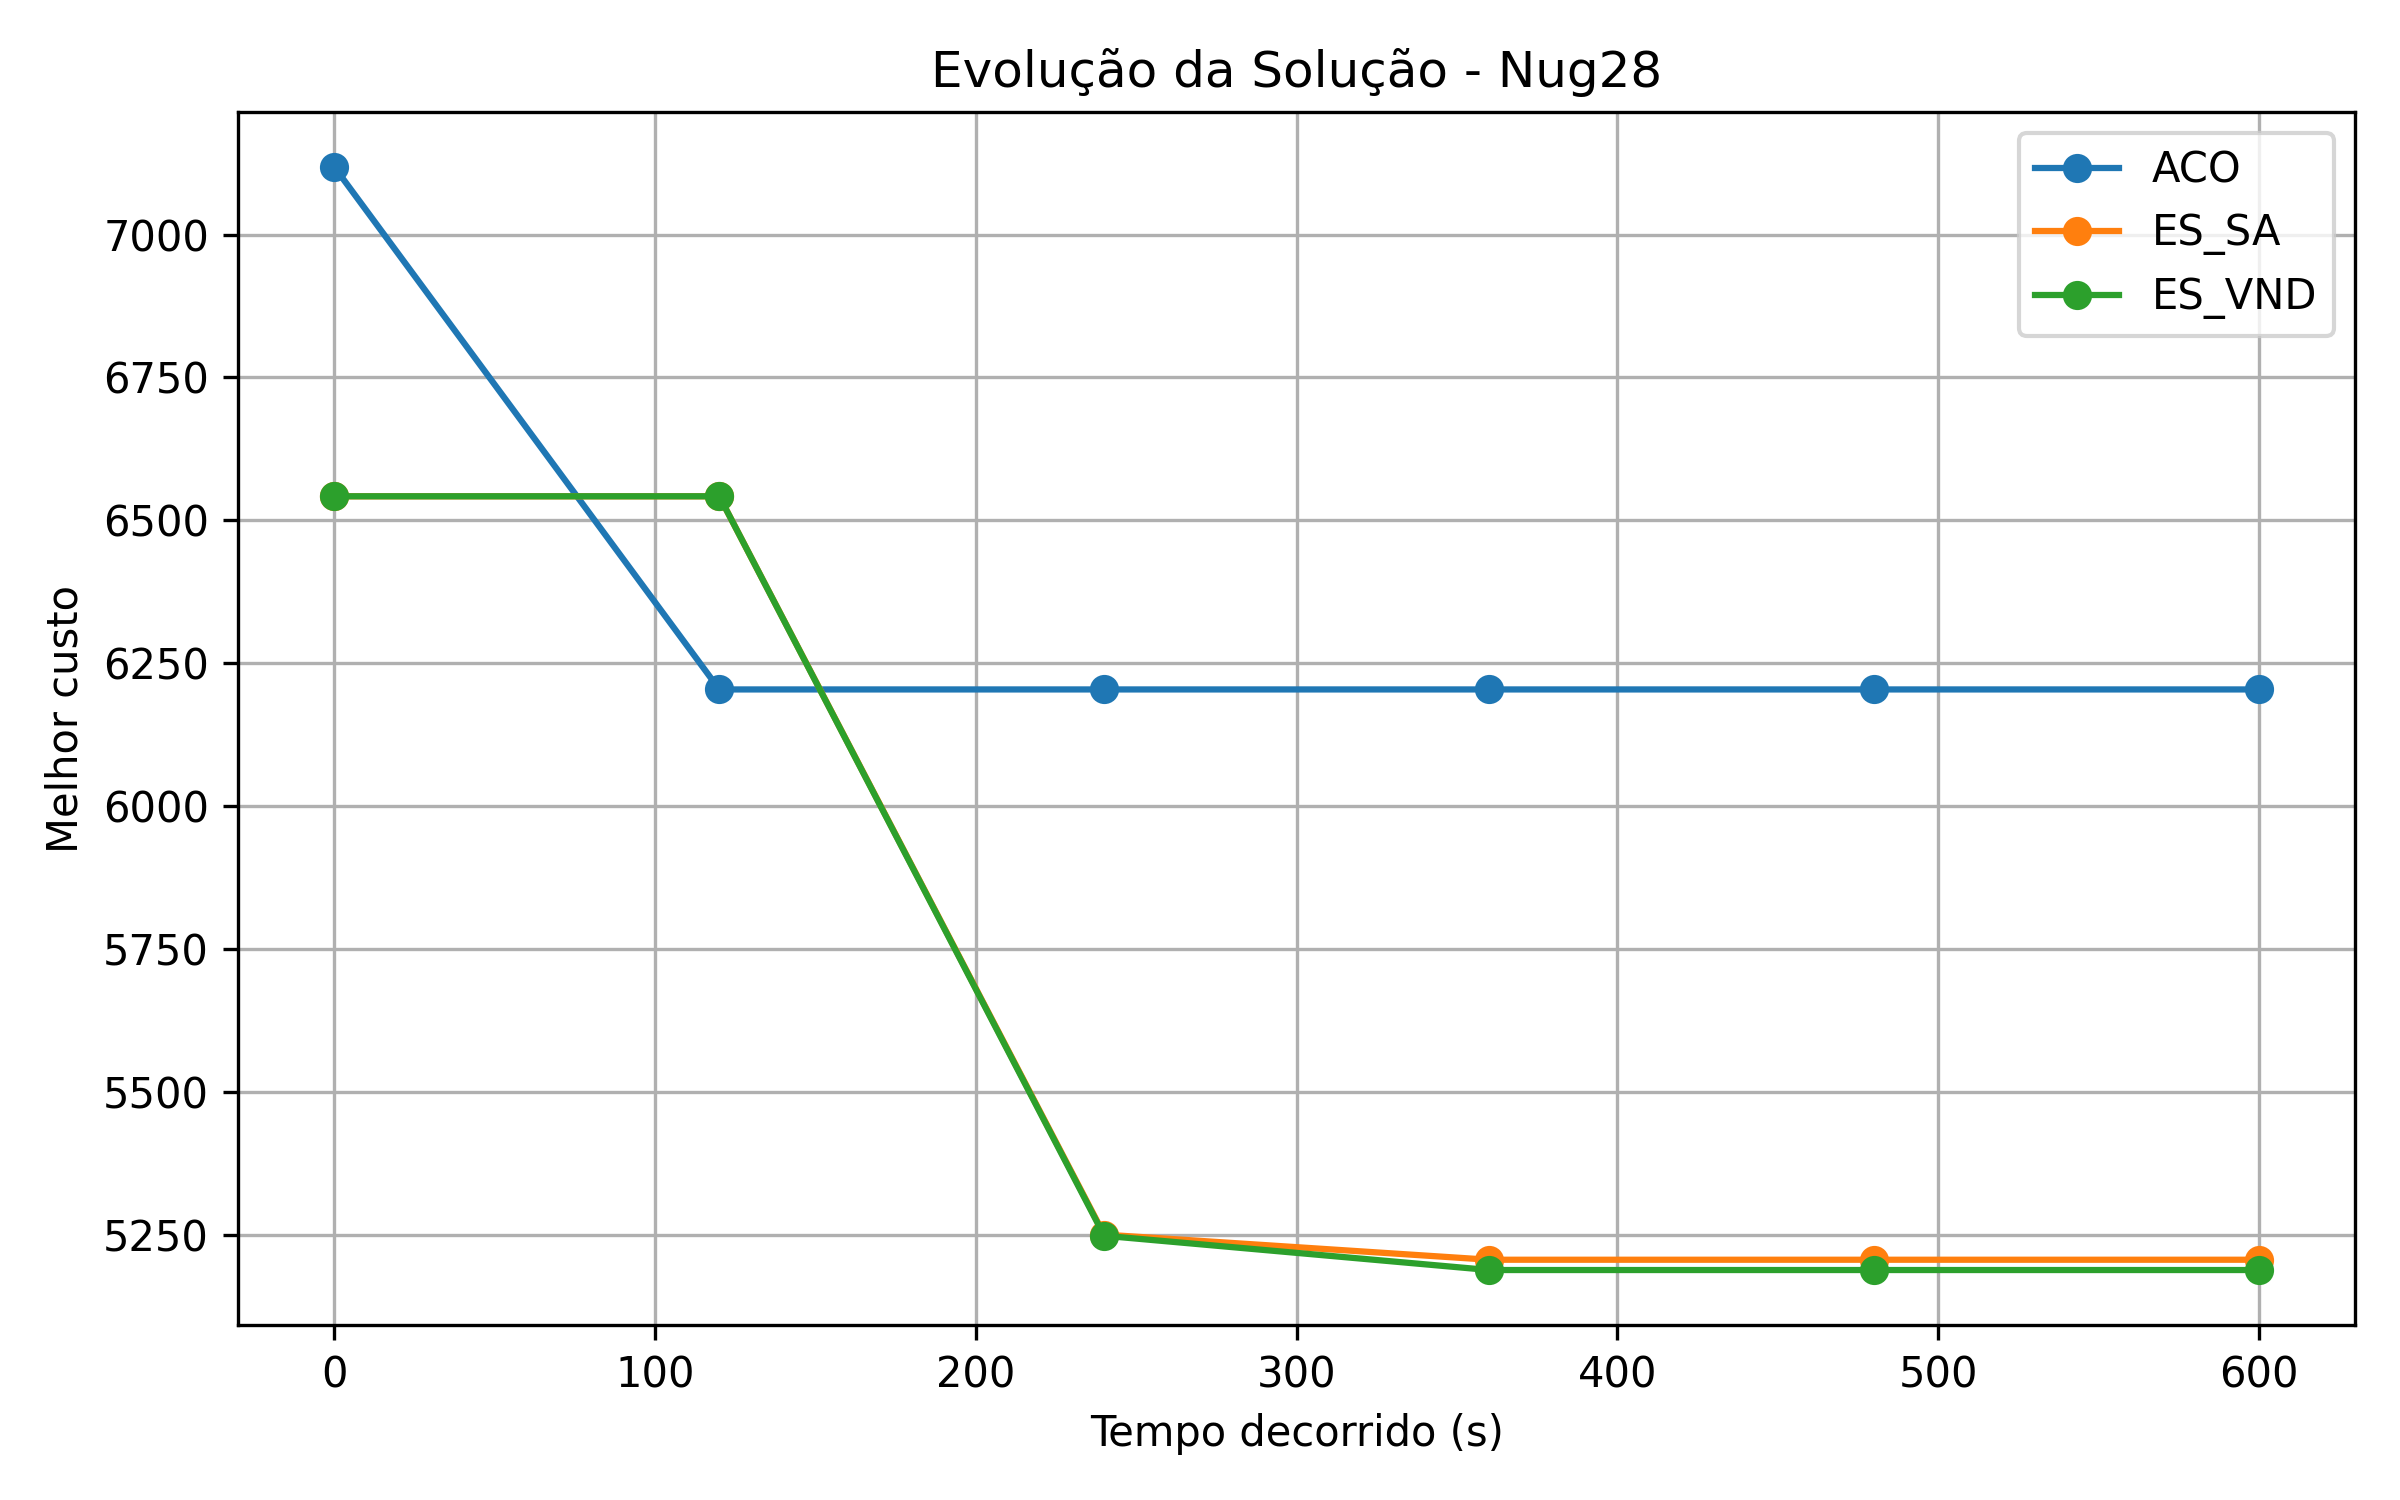 Evolução da Solução - Nug28
ACO
ES_SA
ES_VND
7000
6750
6500
6250
6000
5750
5500
5250
Melhor custo
0 100 200 300 400 500 600
Tempo decorrido (s)